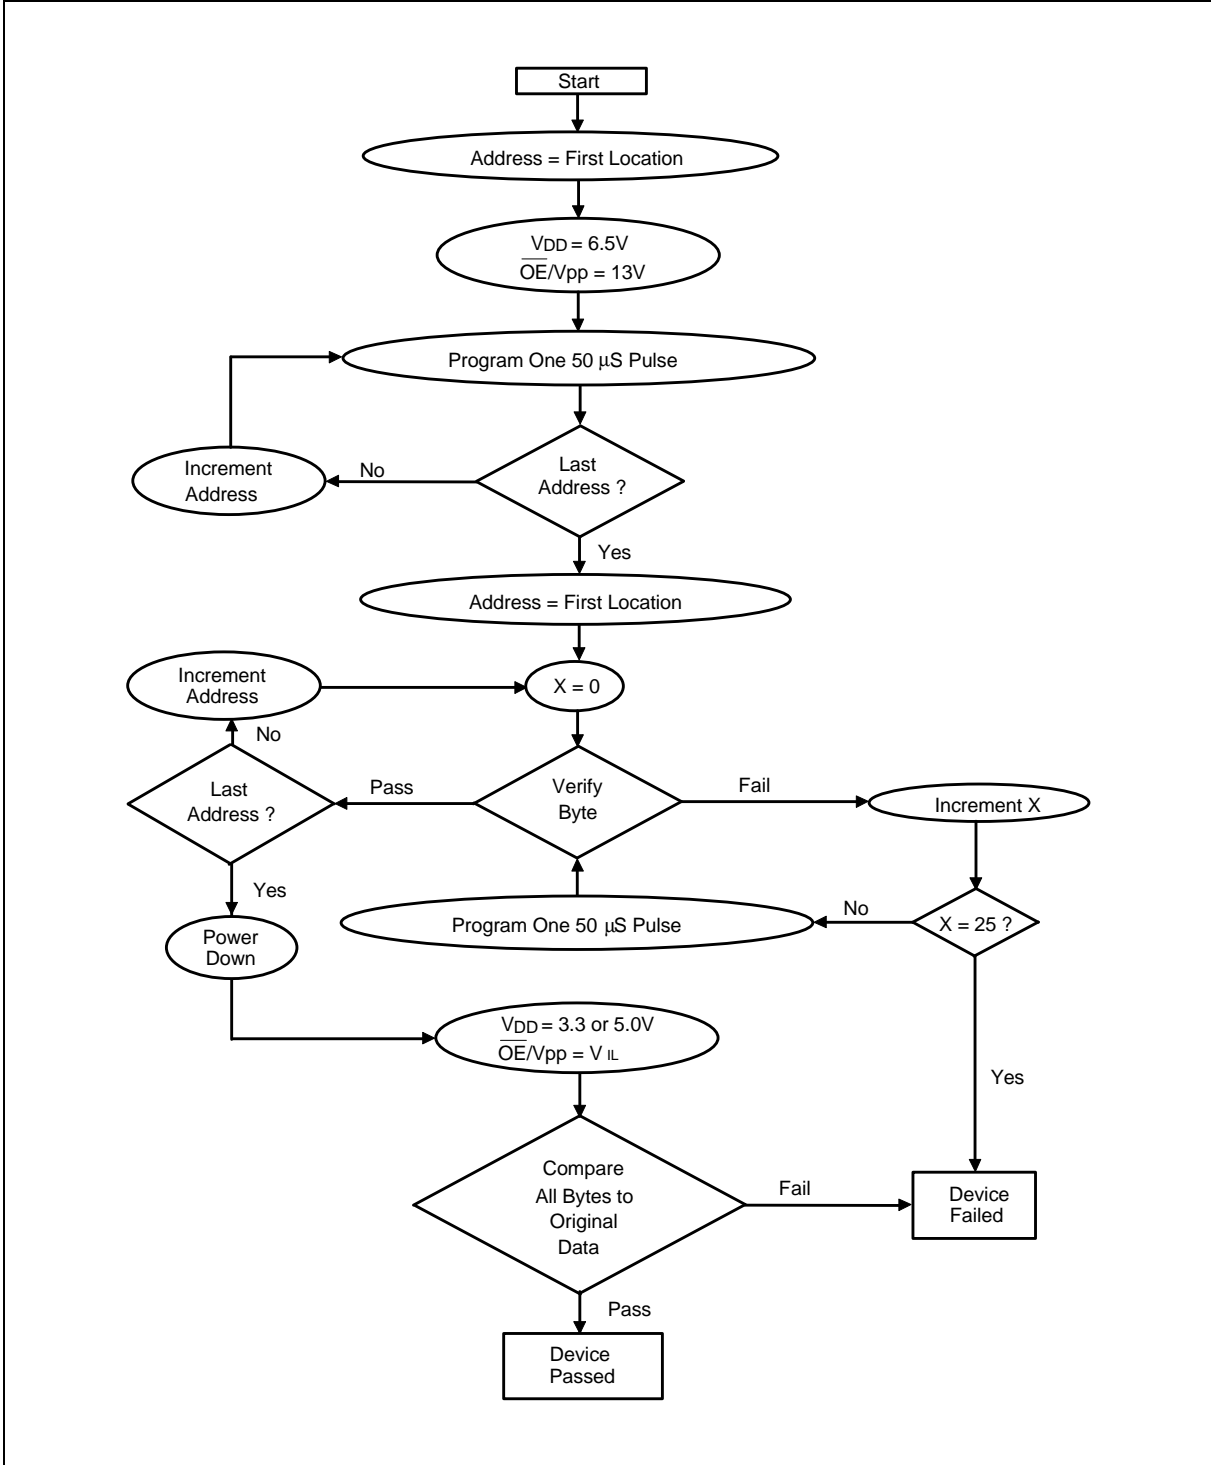 Start
Address = First Location
VDD = 6.5V
OE/Vpp = 13V
Program One 50 μS Pulse
Increment
Address
No
Last
Address ?
Yes
Address = First Location
Increment
Address
X = 0
No
Last
Address ?
Pass
Verify
Byte
Fail
Increment X
Yes
Program One 50 μS Pulse
No
X = 25 ?
Power
Down
VDD = 3.3 or 5.0V
OE/Vpp = V IL
Yes
Compare
All Bytes to
Original
Data
Fail
Device
Failed
Pass
Device
Passed